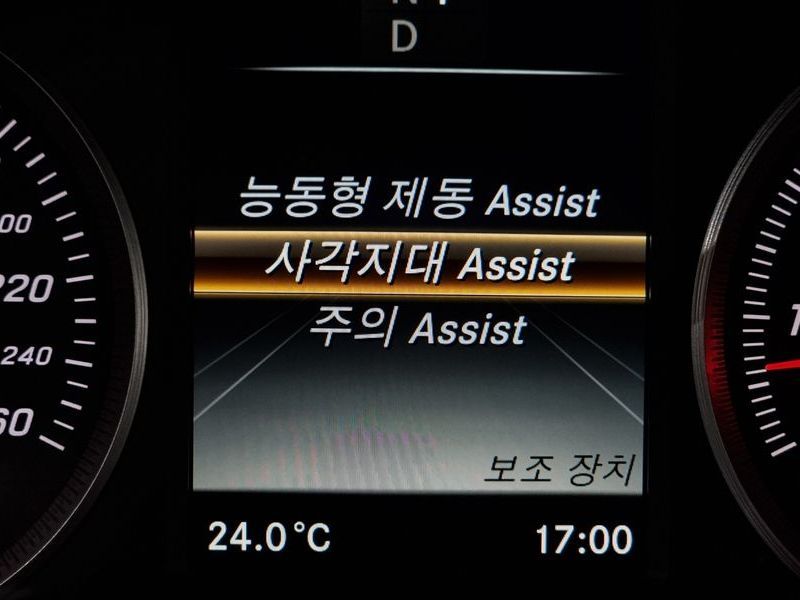 D
능동형 제동 Assist
사각지대 Assist
주의 Assist
보조 장치
24.0°C
17:00
220
240